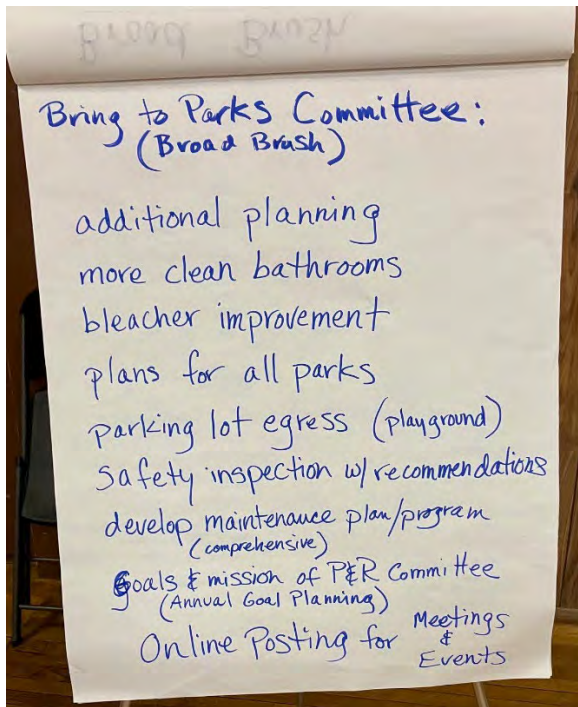 Broad Brush
Bring to Parks Committee:
(Broad Brush)
additional planning
more clean bathrooms
bleacher improvement
plans for all parks
parking lot egress (playground)
safety inspection w/ recommendations
develop maintenance plan/program
(comprehensive)
goals & mission of P&R Committee
(Annual Goal Planning)
Online Posting for Meetings
&
Events